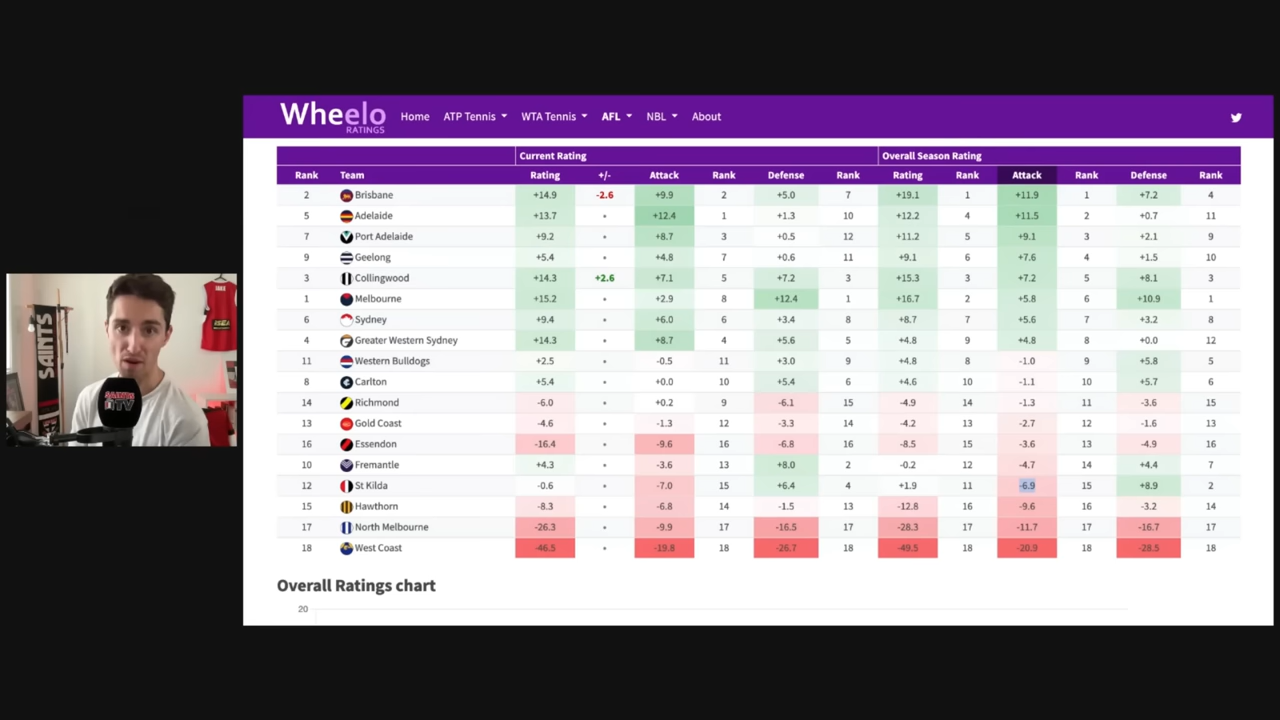 Wheelo
RATINGS
Home ATP Tennis WTA Tennis AFL NBL About
Current Rating Overall Season Rating
Rank Team Rating +/- Attack Rank Defense Rank Rating Rank Attack Rank Defense Rank
2 Brisbane +14.9 -2.6 +9.9 2 +5.0 7 +19.1 1 +11.9 1 +7.2 4
5 Adelaide +13.7 • +12.4 1 +1.3 10 +12.2 4 +11.5 2 +0.7 11
7 Port Adelaide +9.2 • +8.7 3 +0.5 12 +11.2 5 +9.1 3 +2.1 9
9 Geelong +5.4 • +4.8 7 +0.6 11 +9.1 6 +7.6 4 +1.5 10
3 Collingwood +14.3 +2.6 +7.1 5 +7.2 3 +15.3 3 +7.2 5 +8.1 3
1 Melbourne +15.2 • +2.9 8 +12.4 1 +16.7 2 +5.8 6 +10.9 1
6 Sydney +9.4 • +6.0 6 +3.4 8 +8.7 7 +5.6 7 +3.2 8
4 Greater Western Sydney +14.3 • +8.7 4 +5.6 5 +4.8 9 +4.8 8 +0.0 12
11 Western Bulldogs +2.5 • -0.5 11 +3.0 9 +4.8 8 -1.0 9 +5.8 5
8 Carlton +5.4 • +0.0 10 +5.4 6 +4.6 10 -1.1 10 +5.7 6
14 Richmond -6.0 • +0.2 9 -6.1 15 -4.9 14 -1.3 11 -3.6 15
13 Gold Coast -4.6 • -1.3 12 -3.3 14 -4.2 13 -2.7 12 -1.6 13
16 Essendon -16.4 • -9.6 16 -6.8 16 -8.5 15 -3.6 13 -4.9 16
10 Fremantle +4.3 • -3.6 13 +8.0 2 -0.2 12 -4.7 14 +4.4 7
12 St Kilda -0.6 • -7.0 15 +6.4 4 +1.9 11 -6.9 15 +8.9 2
15 Hawthorn -8.3 • -6.8 14 -1.5 13 -12.8 16 -9.6 16 -3.2 14
17 North Melbourne -26.3 • -9.9 17 -16.5 17 -28.3 17 -11.7 17 -16.7 17
18 West Coast -46.5 • -19.8 18 -26.7 18 -49.5 18 -20.9 18 -28.5 18
Overall Ratings chart
20
SAINTS
SAINTS
TV